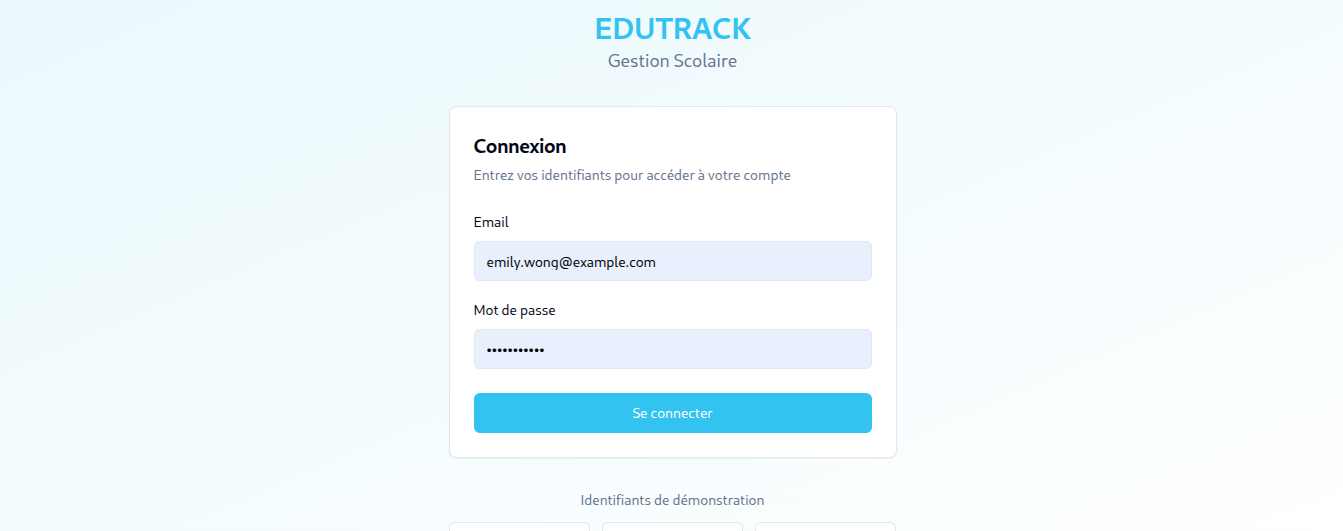 EDUTRACK
Gestion Scolaire
Connexion
Entrez vos identifiants pour accéder à votre compte
Email
emily.wong@example.com
Mot de passe
•••••••••••
Se connecter
Identifiants de démonstration